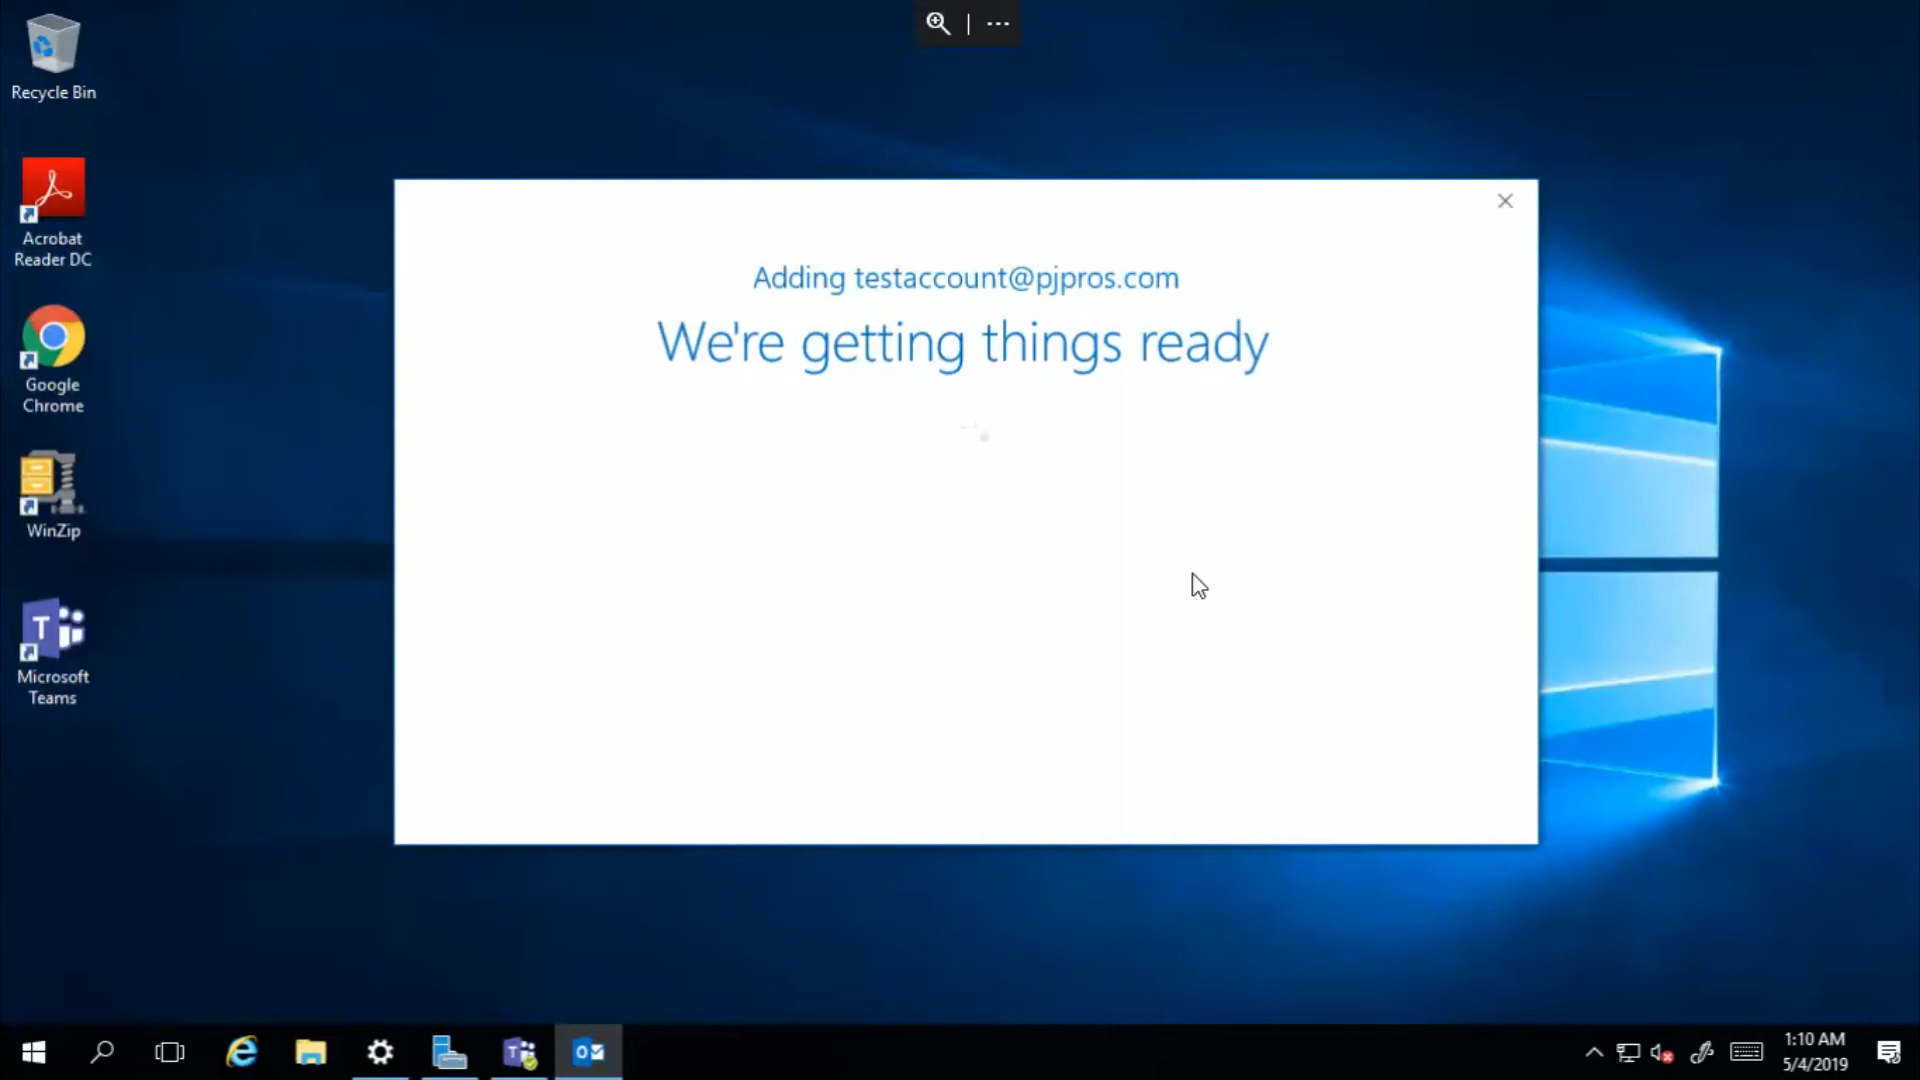 Recycle Bin
Acrobat
Reader DC
Google
Chrome
WinZip
Microsoft
Teams
Adding testaccount@pjpros.com
We're getting things ready
1:10 AM
5/4/2019